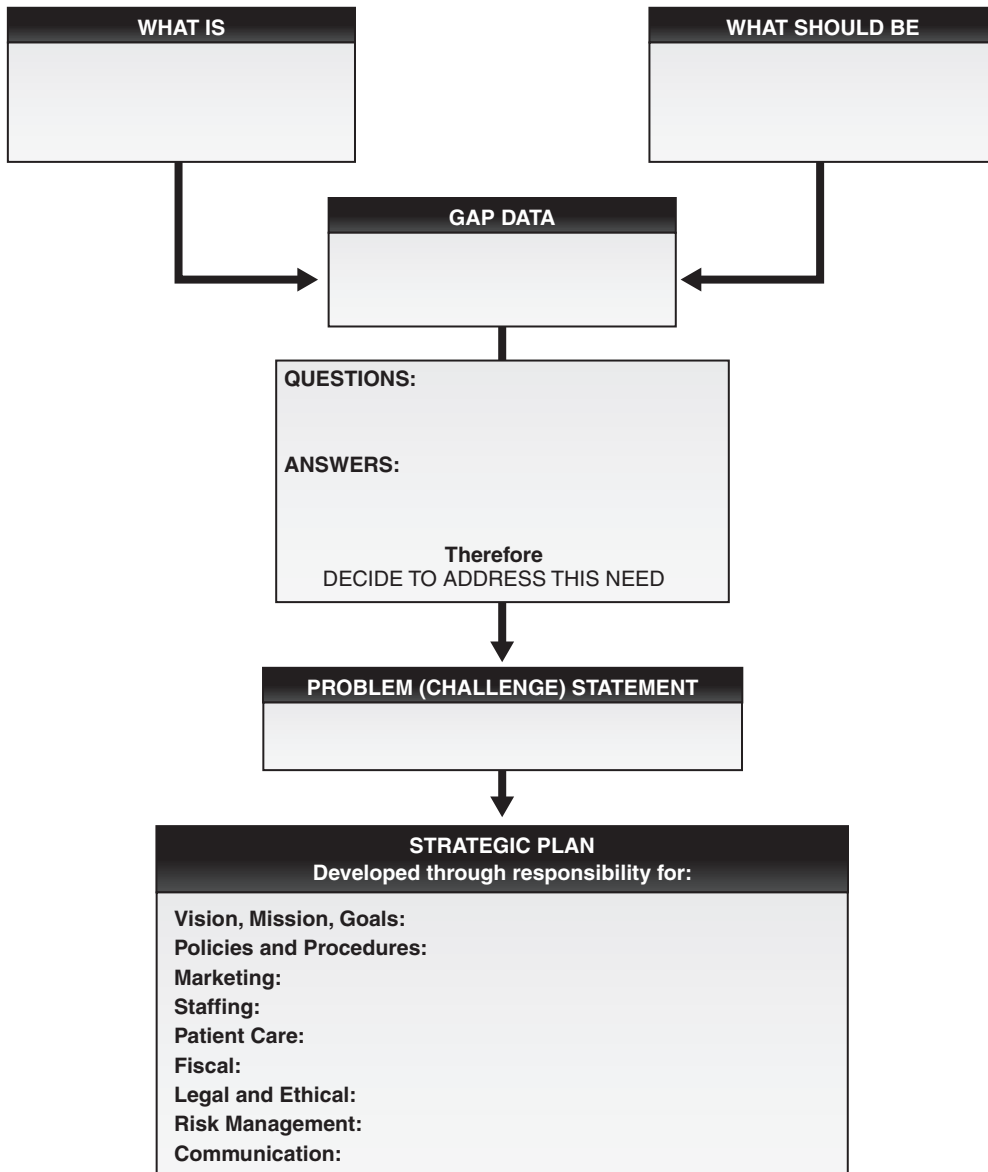 WHAT IS
WHAT SHOULD BE
GAP DATA
QUESTIONS:
ANSWERS:
Therefore
DECIDE TO ADDRESS THIS NEED
PROBLEM (CHALLENGE) STATEMENT
STRATEGIC PLAN
Developed through responsibility for:
Vision, Mission, Goals:
Policies and Procedures:
Marketing:
Staffing:
Patient Care:
Fiscal:
Legal and Ethical:
Risk Management:
Communication: